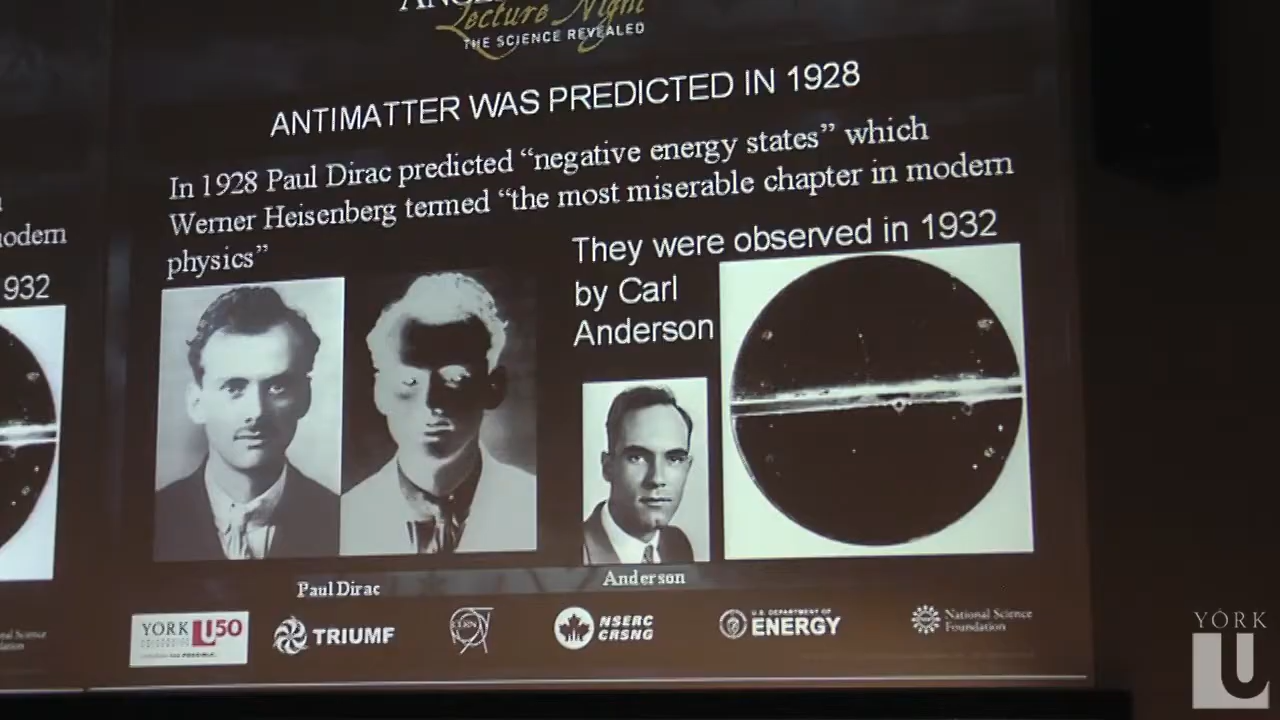 Lecture Night
THE SCIENCE REVEALED
ANTIMATTER WAS PREDICTED IN 1928
In 1928 Paul Dirac predicted “negative energy states” which
Werner Heisenberg termed “the most miserable chapter in modern
physics”
They were observed in 1932
by Carl
Anderson
932
Paul Dirac
Anderson
YORK U50
TRIUMF
CERN
NSERC
CRSNG
U.S. DEPARTMENT OF
ENERGY
National Science
Foundation
YORK
U